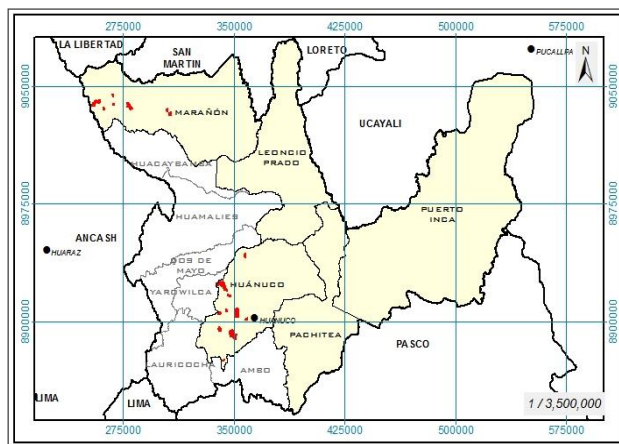 275000 350000 425000 500000 575000
LA LIBERTAD
SAN
MARTIN
LORETO
PUCALLPA
N
9050000
9050000
MARAÑÓN
UCAYALI
LEONCIO
PRADO
HUACAYBAMBA
8975000
8975000
HUAMALIES
PUERTO
INCA
ANCASH
HUARAZ
DOS DE
MAYO
YAROWILCA
HUÁNUCO
HUANUCO
8900000
8900000
PACHITEA
PASCO
LAURICOCHA
AMBO
LIMA
LIMA
1 / 3,500,000
275000 350000 425000 500000 575000